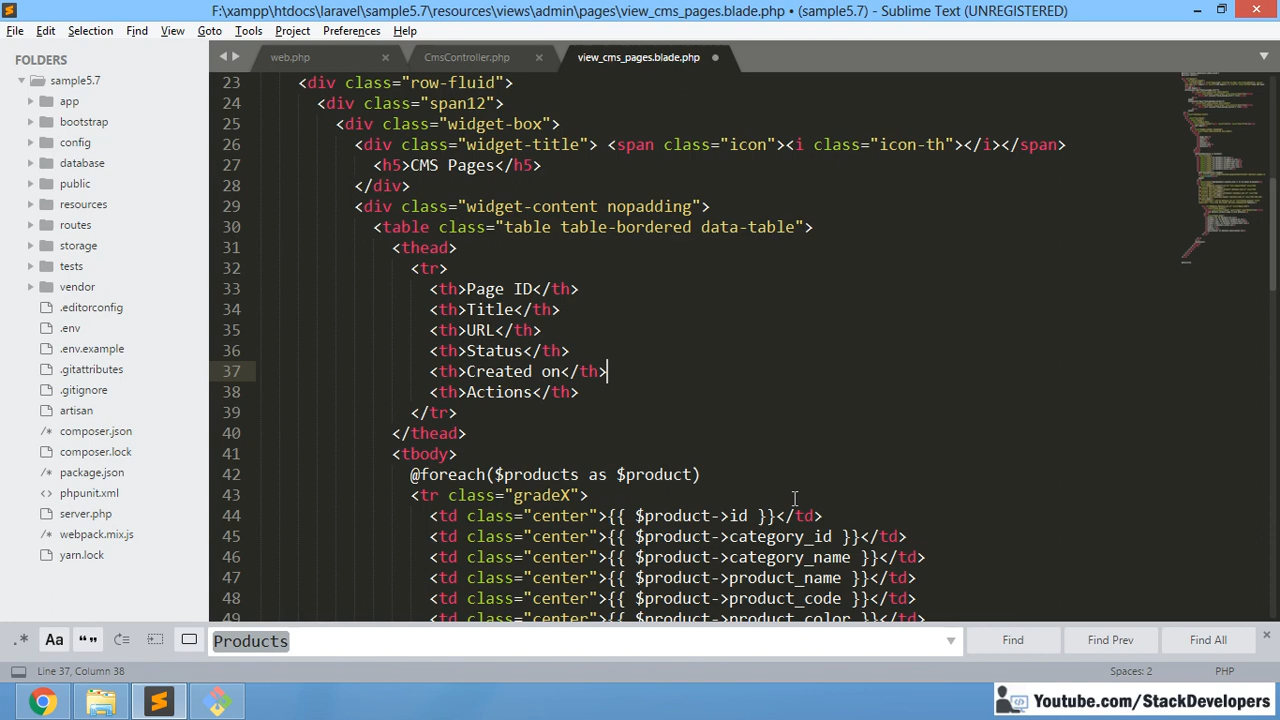 F:\xampp\htdocs\laravel\sample5.7\resources\views\admin\pages\view_cms_pages.blade.php • (sample5.7) - Sublime Text (UNREGISTERED)
File Edit Selection Find View Goto Tools Project Preferences Help
FOLDERS
sample5.7
app
bootstrap
config
database
public
resources
routes
storage
tests
vendor
.editorconfig
.env
.env.example
.gitattributes
.gitignore
artisan
composer.json
composer.lock
package.json
phpunit.xml
server.php
webpack.mix.js
yarn.lock
web.php × CmsController.php × view_cms_pages.blade.php
23 <div class="row-fluid">
24 <div class="span12">
25 <div class="widget-box">
26 <div class="widget-title"> <span class="icon"><i class="icon-th"></i></span>
27 <h5>CMS Pages</h5>
28 </div>
29 <div class="widget-content nopadding">
30 <table class="table table-bordered data-table">
31 <thead>
32 <tr>
33 <th>Page ID</th>
34 <th>Title</th>
35 <th>URL</th>
36 <th>Status</th>
37 <th>Created on</th>
38 <th>Actions</th>
39 </tr>
40 </thead>
41 <tbody>
42 @foreach($products as $product)
43 <tr class="gradeX">
44 <td class="center">{{ $product->id }}</td>
45 <td class="center">{{ $product->category_id }}</td>
46 <td class="center">{{ $product->category_name }}</td>
47 <td class="center">{{ $product->product_name }}</td>
48 <td class="center">{{ $product->product_code }}</td>
49 <td class="center">{{ $product->product_color }}</td>
.* Aa Products Find Find Prev Find All
Line 37, Column 38 Spaces: 2 PHP
Youtube.com/StackDevelopers